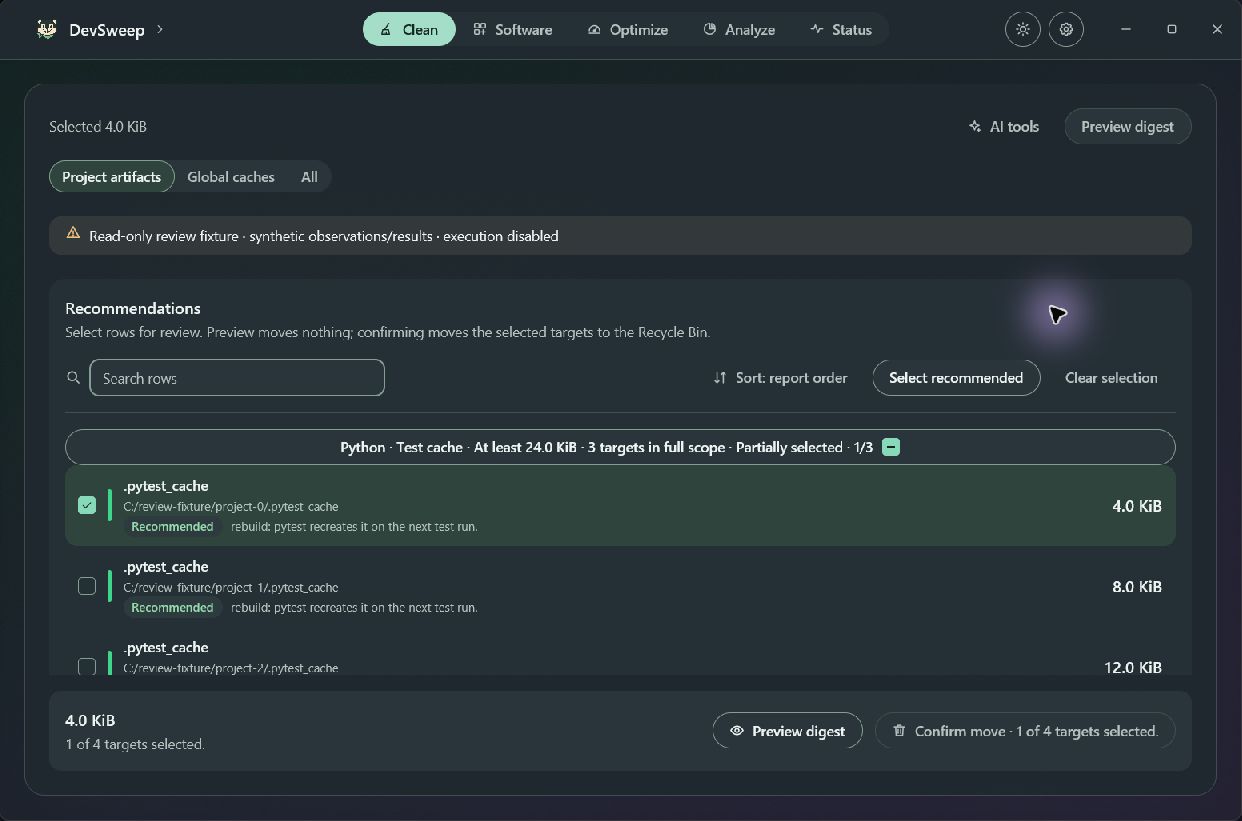 DevSweep
Clean
Software
Optimize
Analyze
Status
Selected 4.0 KiB
AI tools
Preview digest
Project artifacts
Global caches
All
Read-only review fixture · synthetic observations/results · execution disabled
Recommendations
Select rows for review. Preview moves nothing; confirming moves the selected targets to the Recycle Bin.
Search rows
Sort: report order
Select recommended
Clear selection
Python · Test cache · At least 24.0 KiB · 3 targets in full scope · Partially selected · 1/3
.pytest_cache
C:/review-fixture/project-0/.pytest_cache
4.0 KiB
Recommended rebuild: pytest recreates it on the next test run.
.pytest_cache
C:/review-fixture/project-1/.pytest_cache
8.0 KiB
Recommended rebuild: pytest recreates it on the next test run.
.pytest_cache
C:/review-fixture/project-2/.pytest_cache
12.0 KiB
4.0 KiB
1 of 4 targets selected.
Preview digest
Confirm move · 1 of 4 targets selected.